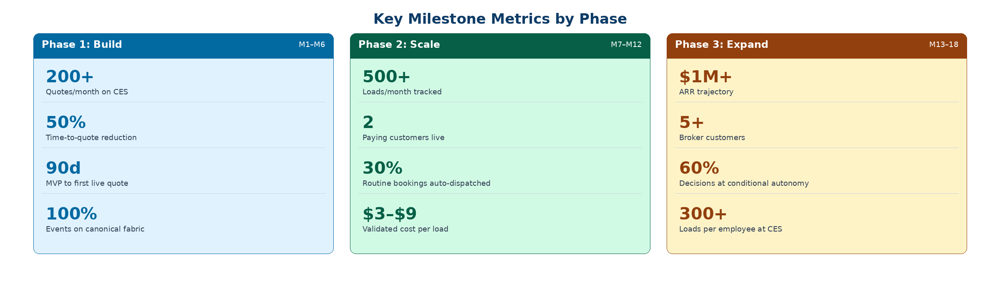 Key Milestone Metrics by Phase
Phase 1: Build
M1–M6
200+
Quotes/month on CES
50%
Time-to-quote reduction
90d
MVP to first live quote
100%
Events on canonical fabric
Phase 2: Scale
M7–M12
500+
Loads/month tracked
2
Paying customers live
30%
Routine bookings auto-dispatched
$3–$9
Validated cost per load
Phase 3: Expand
M13–18
$1M+
ARR trajectory
5+
Broker customers
60%
Decisions at conditional autonomy
300+
Loads per employee at CES